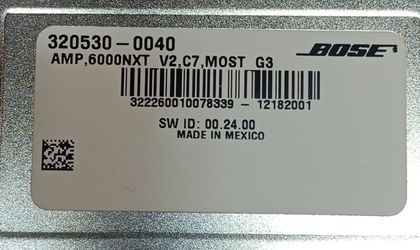 320530-0040
BOSE
AMP,6000NXT V2,C7,MOST G3
322260010078339 - 12182001
SW ID: 00.24.00
MADE IN MEXICO